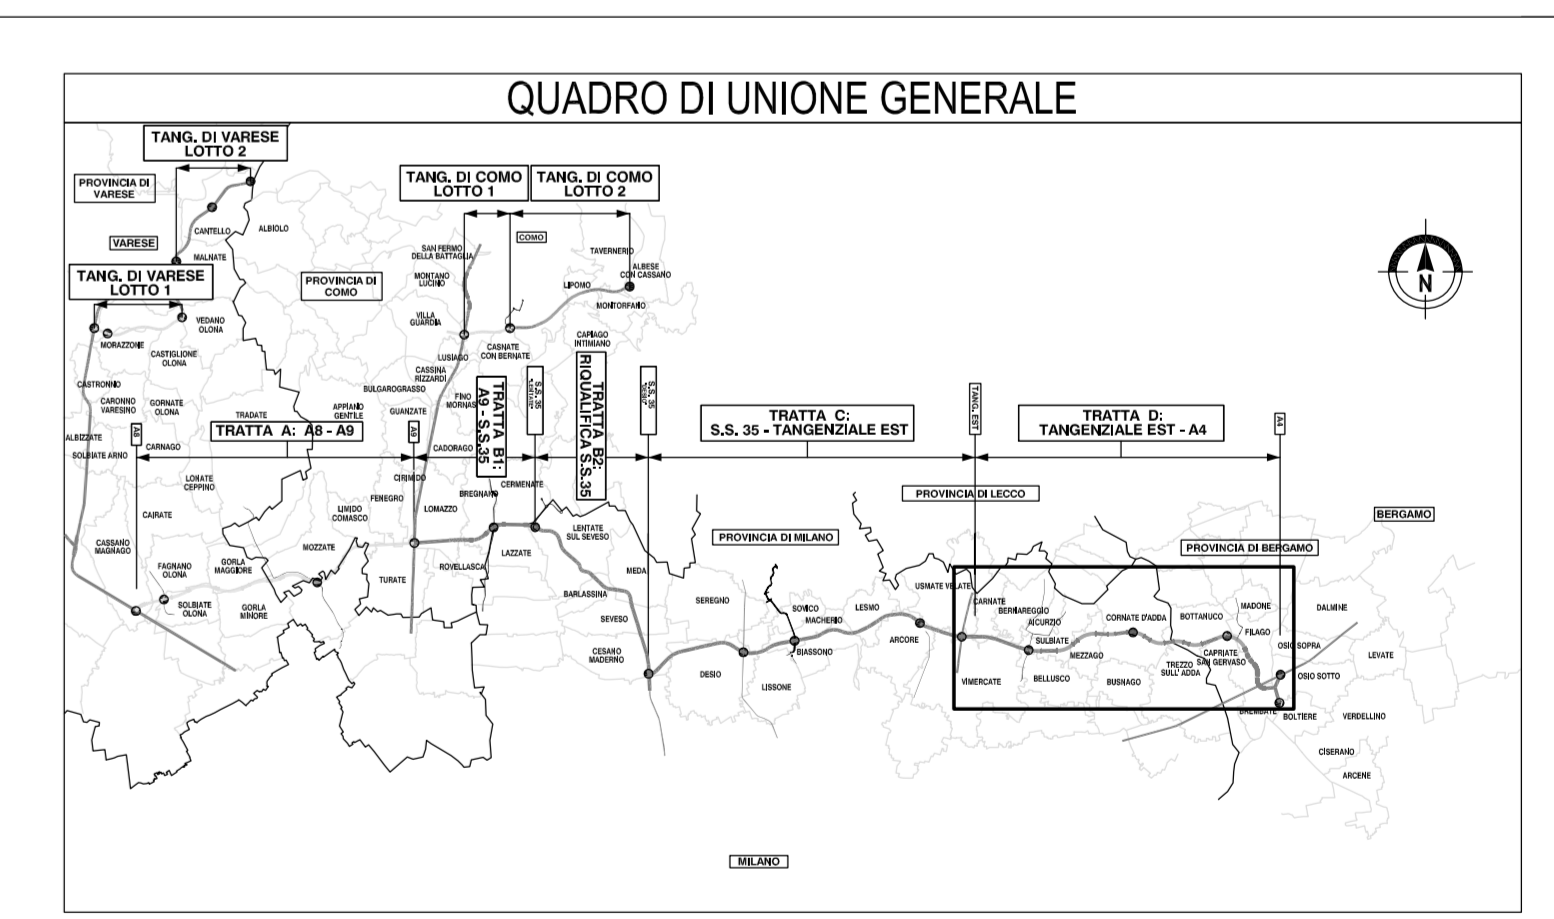 QUADRO DI UNIONE GENERALE
TANG. DI VARESE
LOTTO 2
PROVINCIA DI
VARESE
VARESE
CANTELLO
ALBIOLO
MALNATE
TANG. DI VARESE
LOTTO 1
PROVINCIA DI
COMO
TANG. DI COMO
LOTTO 1
TANG. DI COMO
LOTTO 2
COMO
SAN FERMO
DELLA BATTAGLIA
MONTANO
LUCINO
VILLA
GUARDIA
TAVERNERIO
ALBESE
CON CASSANO
LIPOMO
MONTORFANO
CAPIAGO
INTIMIANO
N
VEDANO
OLONA
MORAZZONE
CASTIGLIONE
OLONA
CASTRONNO
CARONNO
VARESINO
GORNATE
OLONA
ALBIZZATE
SOLBIATE ARNO
CARNAGO
TRADATE
APPIANO
GENTILE
LUSIAGO
CASNATE
CON BERNATE
CASSINA
RIZZARDI
BULGAROGRASSO
GUANZATE
FINO
MORNAS
CADORAGO
A8
TRATTA A: A8 - A9
A9
TRATTA B1:
A9 - S.S.35
S.S. 35
"LENTATE"
TRATTA B2:
RIQUALIFICA S.S.35
S.S. 35
"DESIO"
TRATTA C:
S.S. 35 - TANGENZIALE EST
TANG. EST
TRATTA D:
TANGENZIALE EST - A4
A4
LONATE
CEPPINO
CAIRATE
CASSANO
MAGNAGO
FAGNANO
OLONA
GORLA
MAGGIORE
SOLBIATE
OLONA
GORLA
MINORE
MOZZATE
LIMIDO
COMASCO
FENEGRO
CIRIMIDO
LOMAZZO
BREGNANO
CERMENATE
TURATE
ROVELLASCA
LAZZATE
LENTATE
SUL SEVESO
MEDA
BARLASSINA
SEVESO
CESANO
MADERNO
PROVINCIA DI MILANO
SEREGNO
DESIO
LISSONE
SOVICO
MACHERIO
BIASSONO
LESMO
ARCORE
PROVINCIA DI LECCO
USMATE VELATE
CARNATE
BERNAREGGIO
AICURZIO
SULBIATE
MEZZAGO
VIMERCATE
BELLUSCO
BUSNAGO
CORNATE D'ADDA
BOTTANUCO
TREZZO
SULL' ADDA
CAPRIATE
SAN GERVASO
PROVINCIA DI BERGAMO
BERGAMO
MADONE
FILAGO
DALMINE
OSIO SOPRA
LEVATE
OSIO SOTTO
BREMBATE
BOLTIERE
VERDELLINO
CISERANO
ARCENE
MILANO